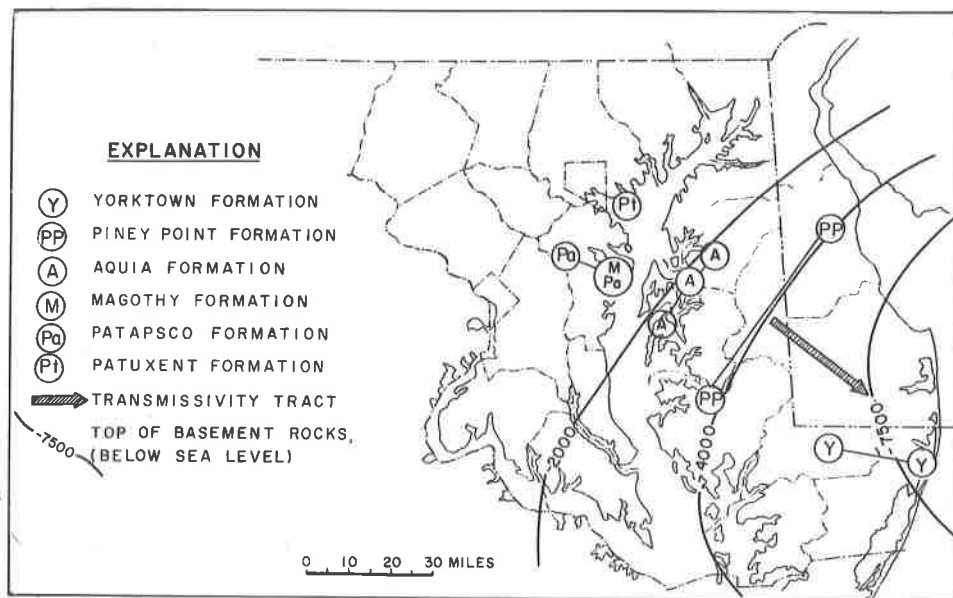 EXPLANATION
Y YORKTOWN FORMATION
PP PINEY POINT FORMATION
A AQUIA FORMATION
M MAGOTHY FORMATION
Pa PATAPSCO FORMATION
Pt PATUXENT FORMATION
TRANSMISSIVITY TRACT
-7500 TOP OF BASEMENT ROCKS,
(BELOW SEA LEVEL)
Pt
Pa
M
Pa
A
A
A
PP
PP
-2000
-4000
-7500
Y
Y
0 10 20 30 MILES